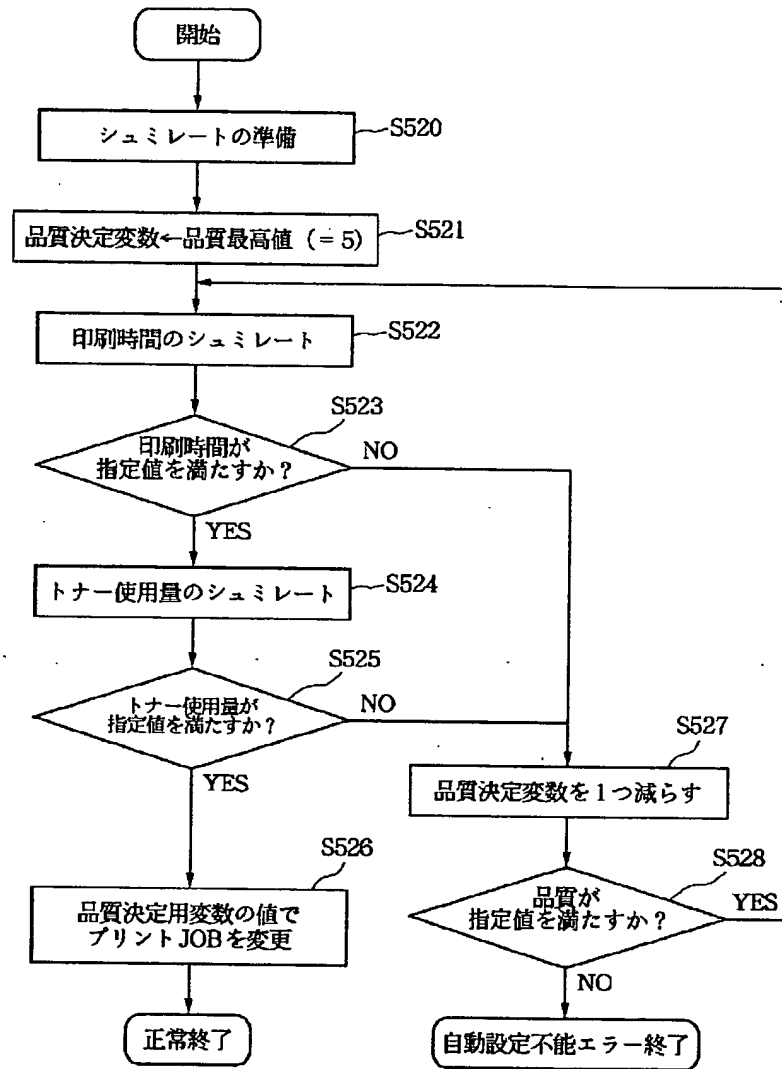 開始
シュミレートの準備
S520
品質決定変数←品質最高値 (=5)
S521
印刷時間のシュミレート
S522
S523
印刷時間が
指定値を満たすか?
NO
YES
トナー使用量のシュミレート
S524
S525
トナー使用量が
指定値を満たすか?
NO
YES
S527
品質決定変数を1つ減らす
S526
品質決定用変数の値で
プリントJOBを変更
S528
品質が
指定値を満たすか?
YES
NO
正常終了
自動設定不能エラー終了